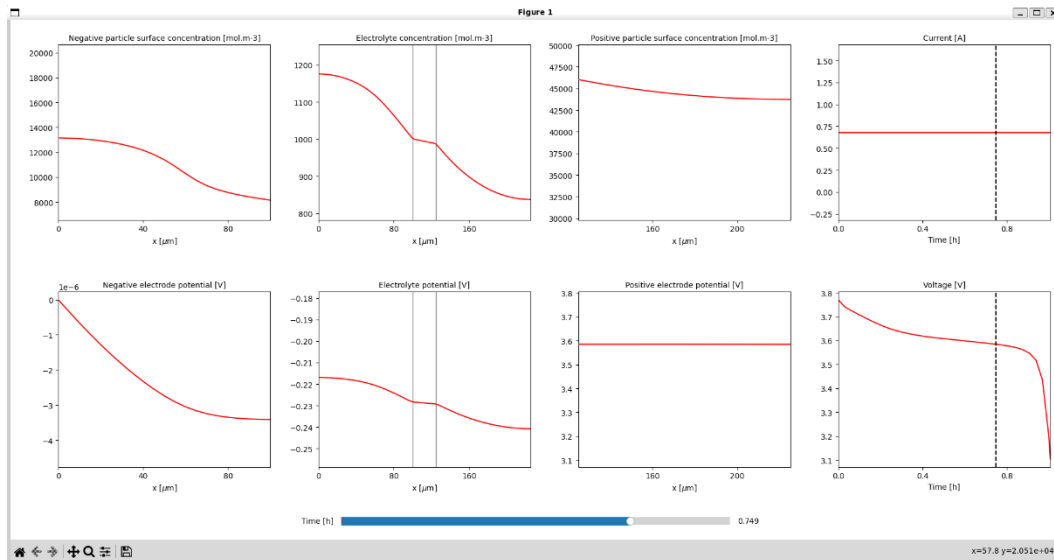 Figure 1
Negative particle surface concentration [mol.m-3]
20000
18000
16000
14000
12000
10000
8000
0 40 80
x [μm]
Electrolyte concentration [mol.m-3]
1200
1100
1000
900
800
0 80 160
x [μm]
Positive particle surface concentration [mol.m-3]
50000
47500
45000
42500
40000
37500
35000
32500
30000
160 200
x [μm]
Current [A]
1.50
1.25
1.00
0.75
0.50
0.25
0.00
−0.25
0.0 0.4 0.8
Time [h]
Negative electrode potential [V]
1e−6
0
−1
−2
−3
−4
0 40 80
x [μm]
Electrolyte potential [V]
−0.18
−0.19
−0.20
−0.21
−0.22
−0.23
−0.24
−0.25
0 80 160
x [μm]
Positive electrode potential [V]
3.8
3.7
3.6
3.5
3.4
3.3
3.2
3.1
160 200
x [μm]
Voltage [V]
3.8
3.7
3.6
3.5
3.4
3.3
3.2
3.1
0.0 0.4 0.8
Time [h]
Time [h] 0.749
x=57.8 y=2.051e+04